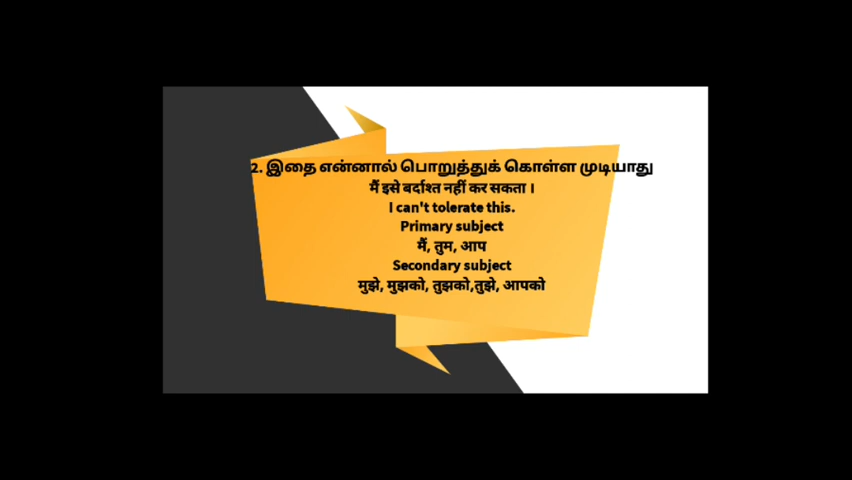 2. இதை என்னால் பொறுத்துக் கொள்ள முடியாது
मैं इसे बर्दाश्त नहीं कर सकता ।
I can't tolerate this.
Primary subject
मैं, तुम, आप
Secondary subject
मुझे, मुझको, तुझको,तुझे, आपको